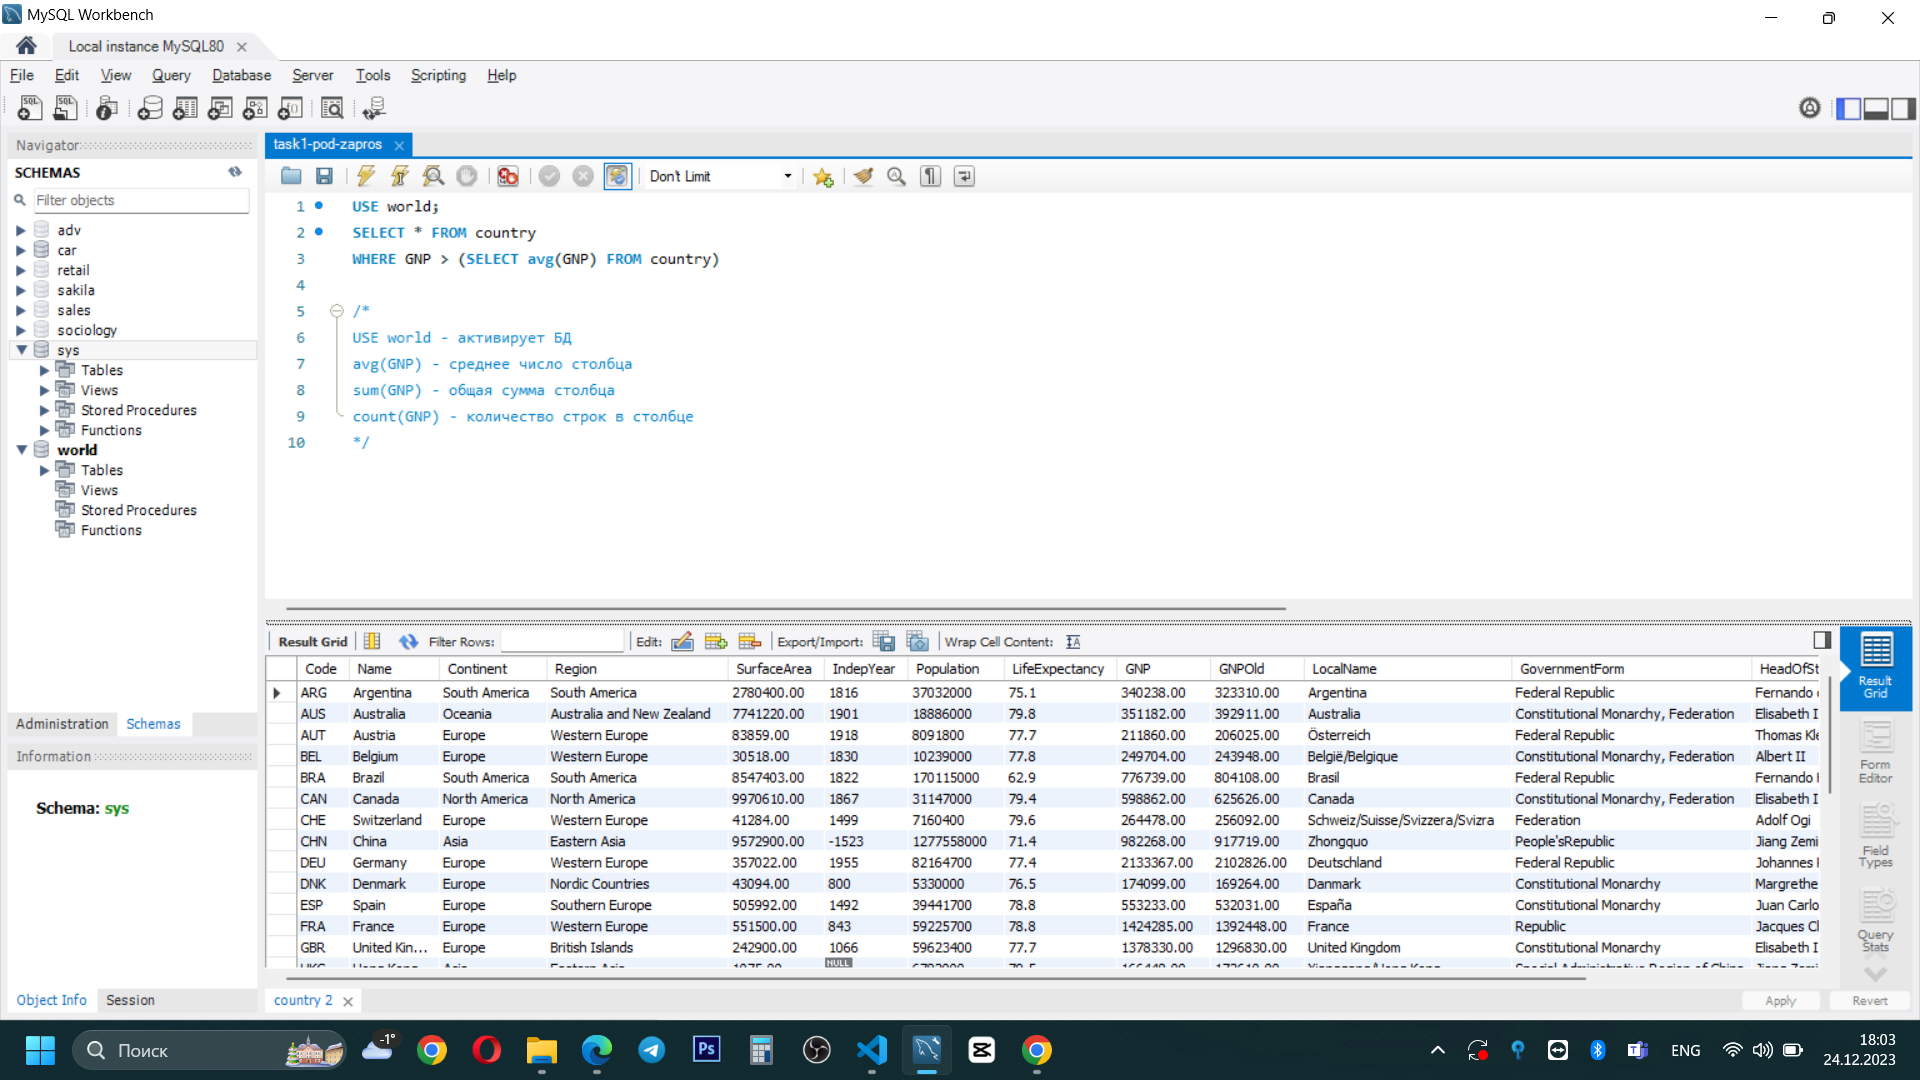 MySQL Workbench
Local instance MySQL80
File Edit View Query Database Server Tools Scripting Help
Navigator
SCHEMAS
Filter objects
adv
car
retail
sakila
sales
sociology
sys
Tables
Views
Stored Procedures
Functions
world
Tables
Views
Stored Procedures
Functions
Administration Schemas
Information
Schema: sys
Object Info Session
task1-pod-zapros
Don't Limit
1 USE world;
2 SELECT * FROM country
3 WHERE GNP > (SELECT avg(GNP) FROM country)
4
5 /*
6 USE world - активирует БД
7 avg(GNP) - среднее число столбца
8 sum(GNP) - общая сумма столбца
9 count(GNP) - количество строк в столбце
10 */
Result Grid Filter Rows: Edit: Export/Import: Wrap Cell Content:
Code Name Continent Region SurfaceArea IndepYear Population LifeExpectancy GNP GNPOld LocalName GovernmentForm HeadOfSt
ARG Argentina South America South America 2780400.00 1816 37032000 75.1 340238.00 323310.00 Argentina Federal Republic Fernando
AUS Australia Oceania Australia and New Zealand 7741220.00 1901 18886000 79.8 351182.00 392911.00 Australia Constitutional Monarchy, Federation Elisabeth I
AUT Austria Europe Western Europe 83859.00 1918 8091800 77.7 211860.00 206025.00 Österreich Federal Republic Thomas Kle
BEL Belgium Europe Western Europe 30518.00 1830 10239000 77.8 249704.00 243948.00 België/Belgique Constitutional Monarchy, Federation Albert II
BRA Brazil South America South America 8547403.00 1822 170115000 62.9 776739.00 804108.00 Brasil Federal Republic Fernando
CAN Canada North America North America 9970610.00 1867 31147000 79.4 598862.00 625626.00 Canada Constitutional Monarchy, Federation Elisabeth I
CHE Switzerland Europe Western Europe 41284.00 1499 7160400 79.6 264478.00 256092.00 Schweiz/Suisse/Svizzera/Svizra Federation Adolf Ogi
CHN China Asia Eastern Asia 9572900.00 -1523 1277558000 71.4 982268.00 917719.00 Zhongquo People'sRepublic Jiang Zemi
DEU Germany Europe Western Europe 357022.00 1955 82164700 77.4 2133367.00 2102826.00 Deutschland Federal Republic Johannes
DNK Denmark Europe Nordic Countries 43094.00 800 5330000 76.5 174099.00 169264.00 Danmark Constitutional Monarchy Margrethe
ESP Spain Europe Southern Europe 505992.00 1492 39441700 78.8 553233.00 532031.00 España Constitutional Monarchy Juan Carlo
FRA France Europe Western Europe 551500.00 843 59225700 78.8 1424285.00 1392448.00 France Republic Jacques Cl
GBR United Kin... Europe British Islands 242900.00 1066 59623400 77.7 1378330.00 1296830.00 United Kingdom Constitutional Monarchy Elisabeth I
NULL
Result Grid
Form Editor
Field Types
Query Stats
country 2
Apply Revert
-1°
Поиск
Ps
ENG
18:03
24.12.2023